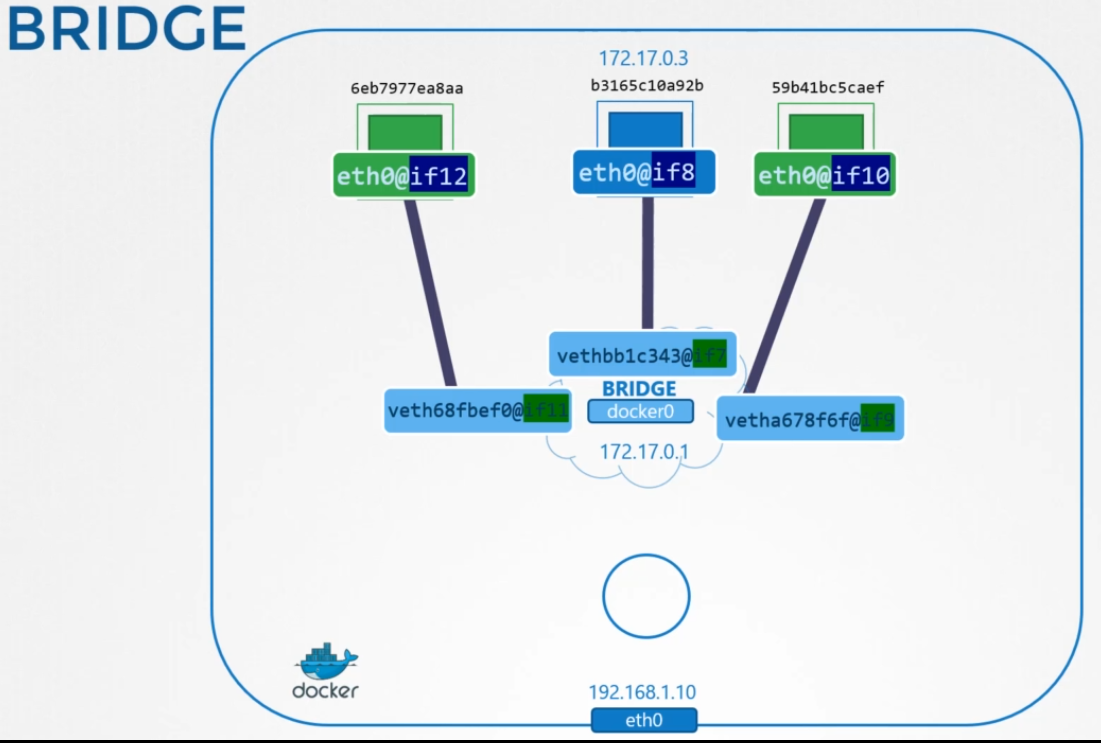 BRIDGE
172.17.0.3
6eb7977ea8aa
b3165c10a92b
59b41bc5caef
eth0@if12
eth0@if8
eth0@if10
vethbb1c343@if7
BRIDGE
veth68fbef0@if11
docker0
vetha678f6f@if9
172.17.0.1
docker
192.168.1.10
eth0